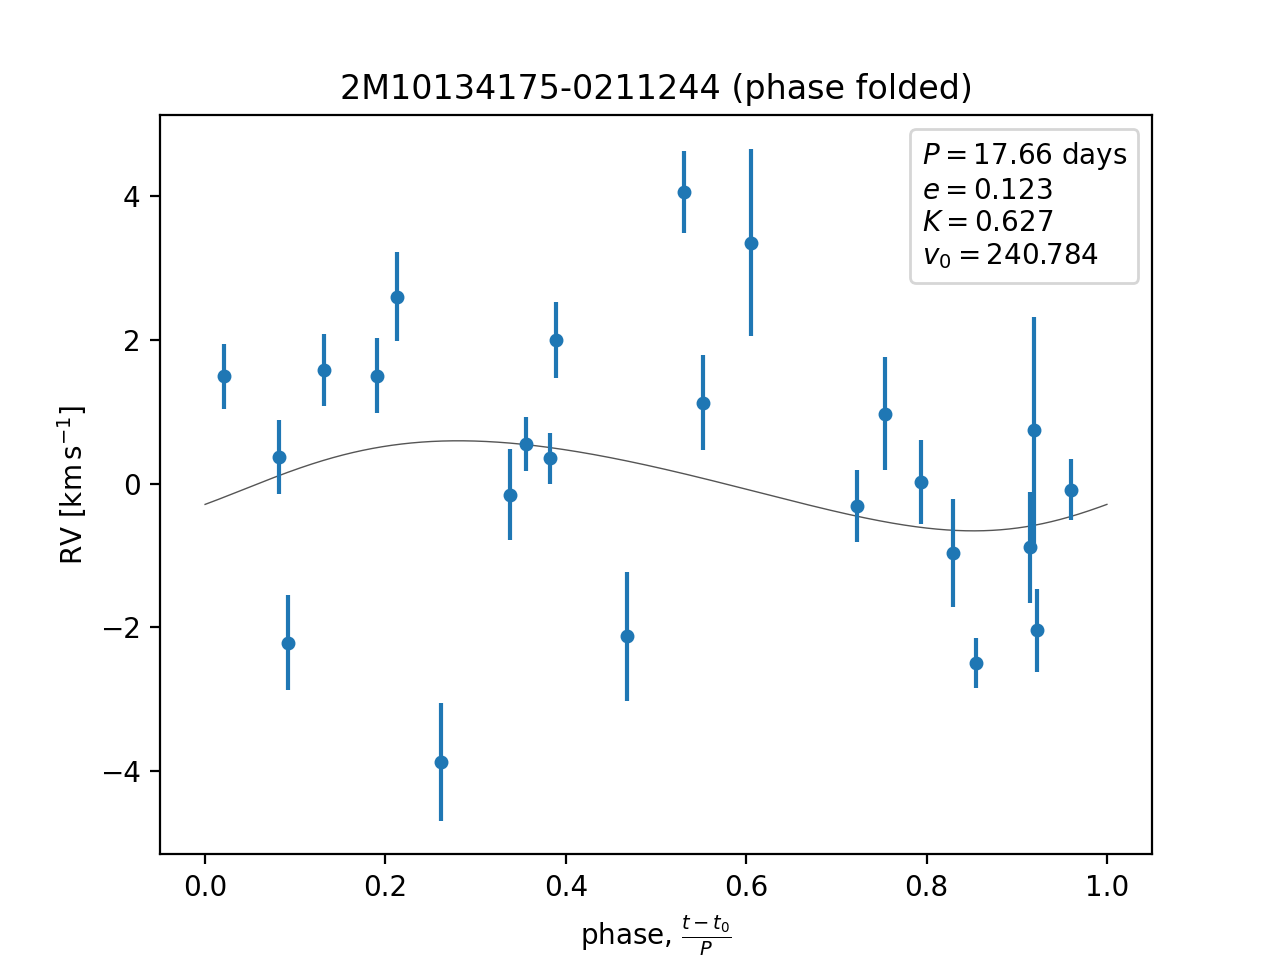 2M10134175-0211244 (phase folded)
P = 17.66 days
e = 0.123
K = 0.627
v₀ = 240.784
4
2
0
−2
−4
RV [km s⁻¹]
0.0 0.2 0.4 0.6 0.8 1.0
phase, (t − t₀)/P